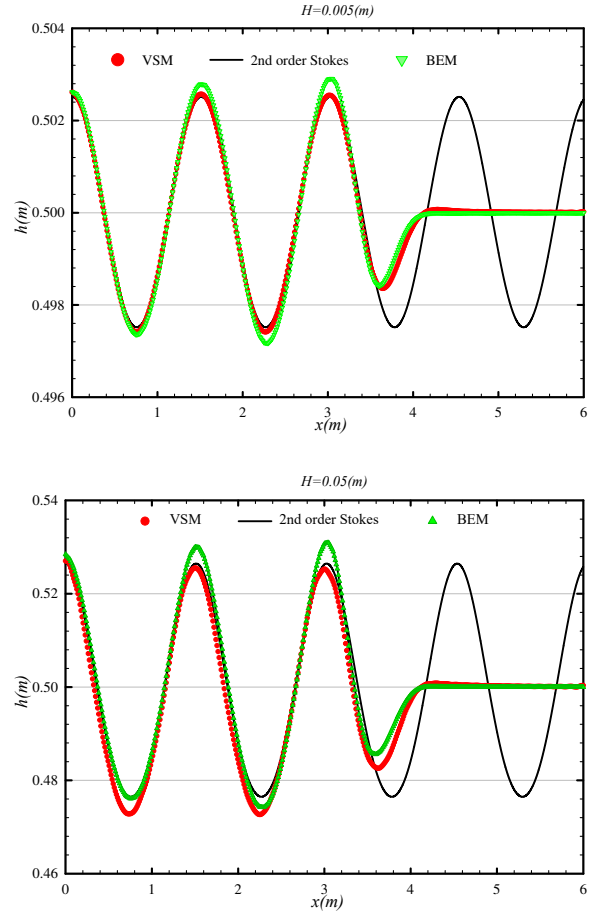 H=0.005(m)
0.504
VSM 2nd order Stokes BEM
0.502
h(m)
0.500
0.498
0.496
0 1 2 3 4 5 6
x(m)
H=0.05(m)
0.54
VSM 2nd order Stokes BEM
0.52
h(m)
0.50
0.48
0.46
0 1 2 3 4 5 6
x(m)